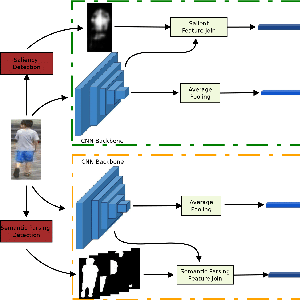 Salient
Feature Join
Saliency
Detection
Average
Pooling
CNN Backbone
CNN Backbone
Average
Pooling
Semantic Parsing
Detection
Semantic Parsing
Feature Join